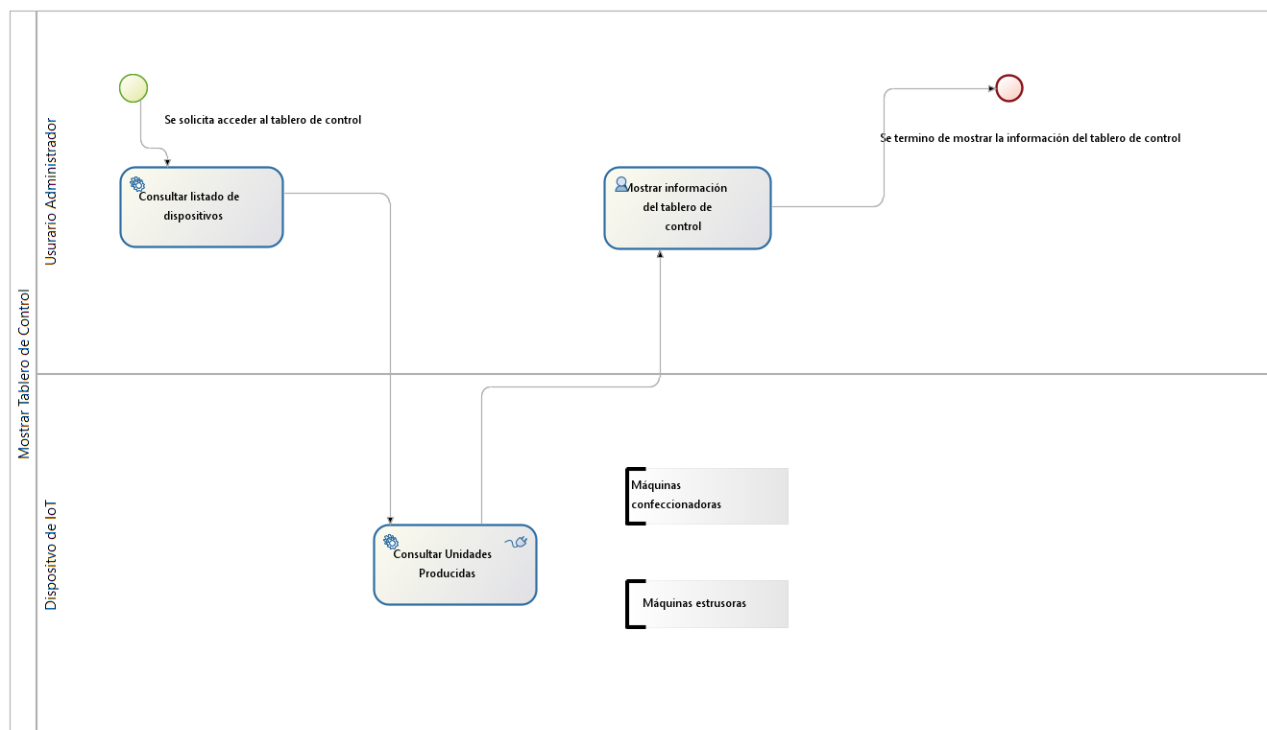 Mostrar Tablero de Control
Usurario Administrador
Se solicita acceder al tablero de control
Consultar listado de
dispositivos
Mostrar información
del tablero de
control
Se termino de mostrar la información del tablero de control
Dispositvo de IoT
Consultar Unidades
Producidas
Máquinas
confeccionadoras
Máquinas estrusoras